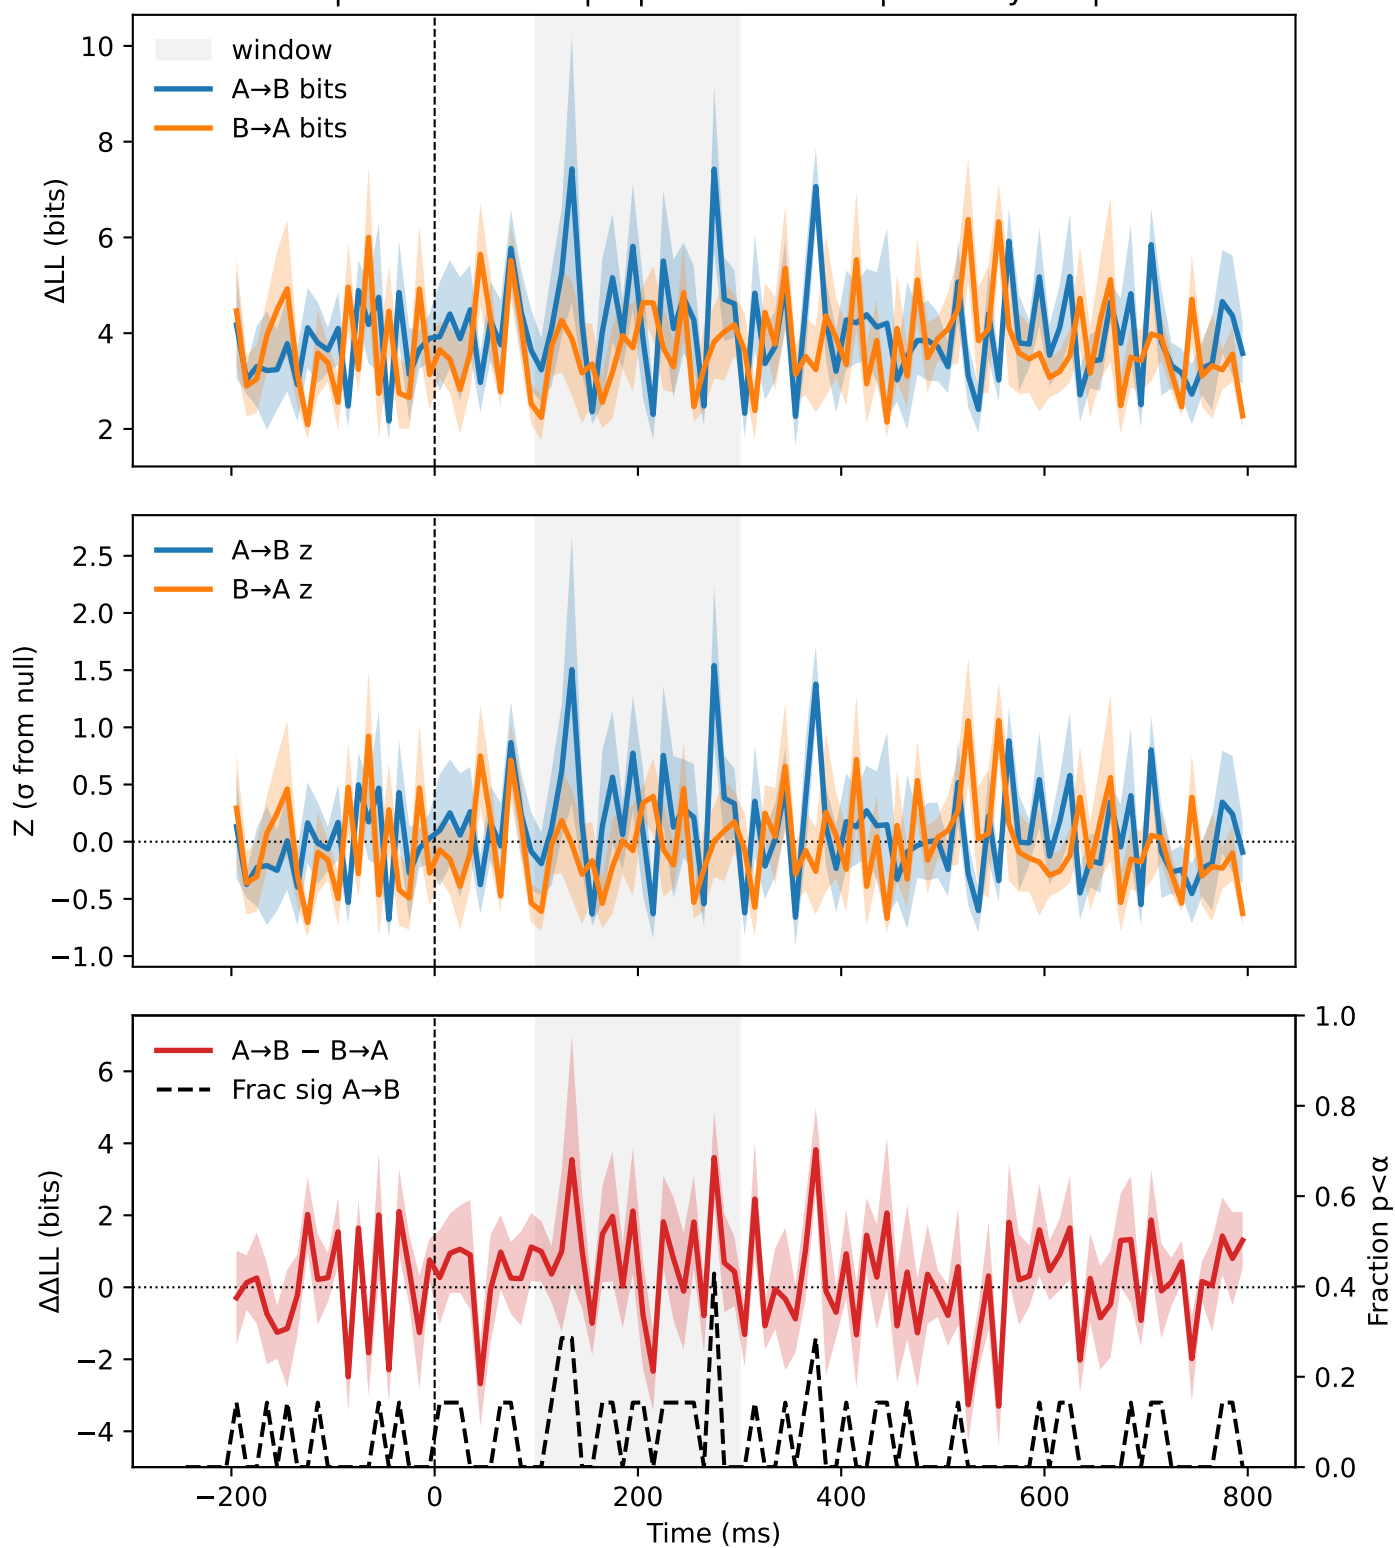 window
A→B bits
B→A bits
10
8
6
4
2
ΔLL (bits)
A→B z
B→A z
2.5
2.0
1.5
1.0
0.5
0.0
−0.5
−1.0
Z (σ from null)
A→B − B→A
Frac sig A→B
6
4
2
0
−2
−4
ΔΔLL (bits)
1.0
0.8
0.6
0.4
0.2
0.0
Fraction p<α
−200 0 200 400 600 800
Time (ms)